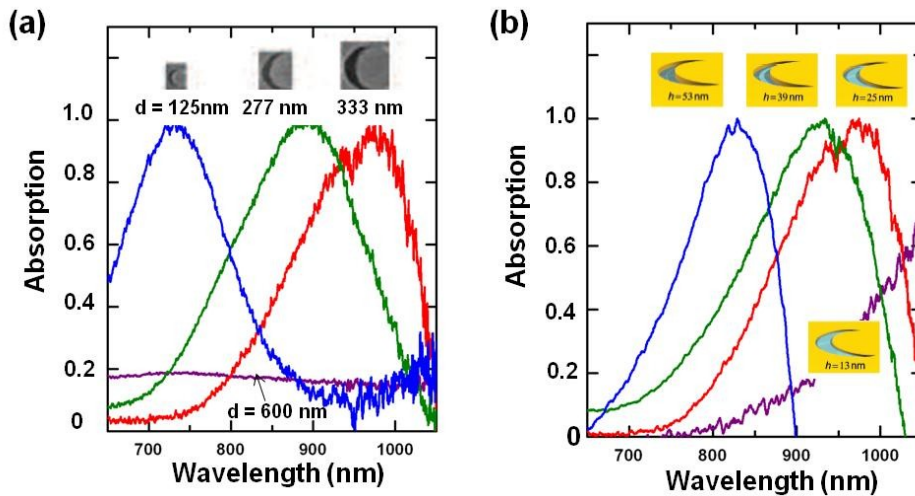 (a)
d = 125nm 277 nm 333 nm
1.0
0.8
0.6
0.4
0.2
0
Absorption
d = 600 nm
700 800 900 1000
Wavelength (nm)
(b)
h=53 nm h=39 nm h=25 nm
1.0
0.8
0.6
0.4
0.2
0
Absorption
h=13 nm
700 800 900 1000
Wavelength (nm)